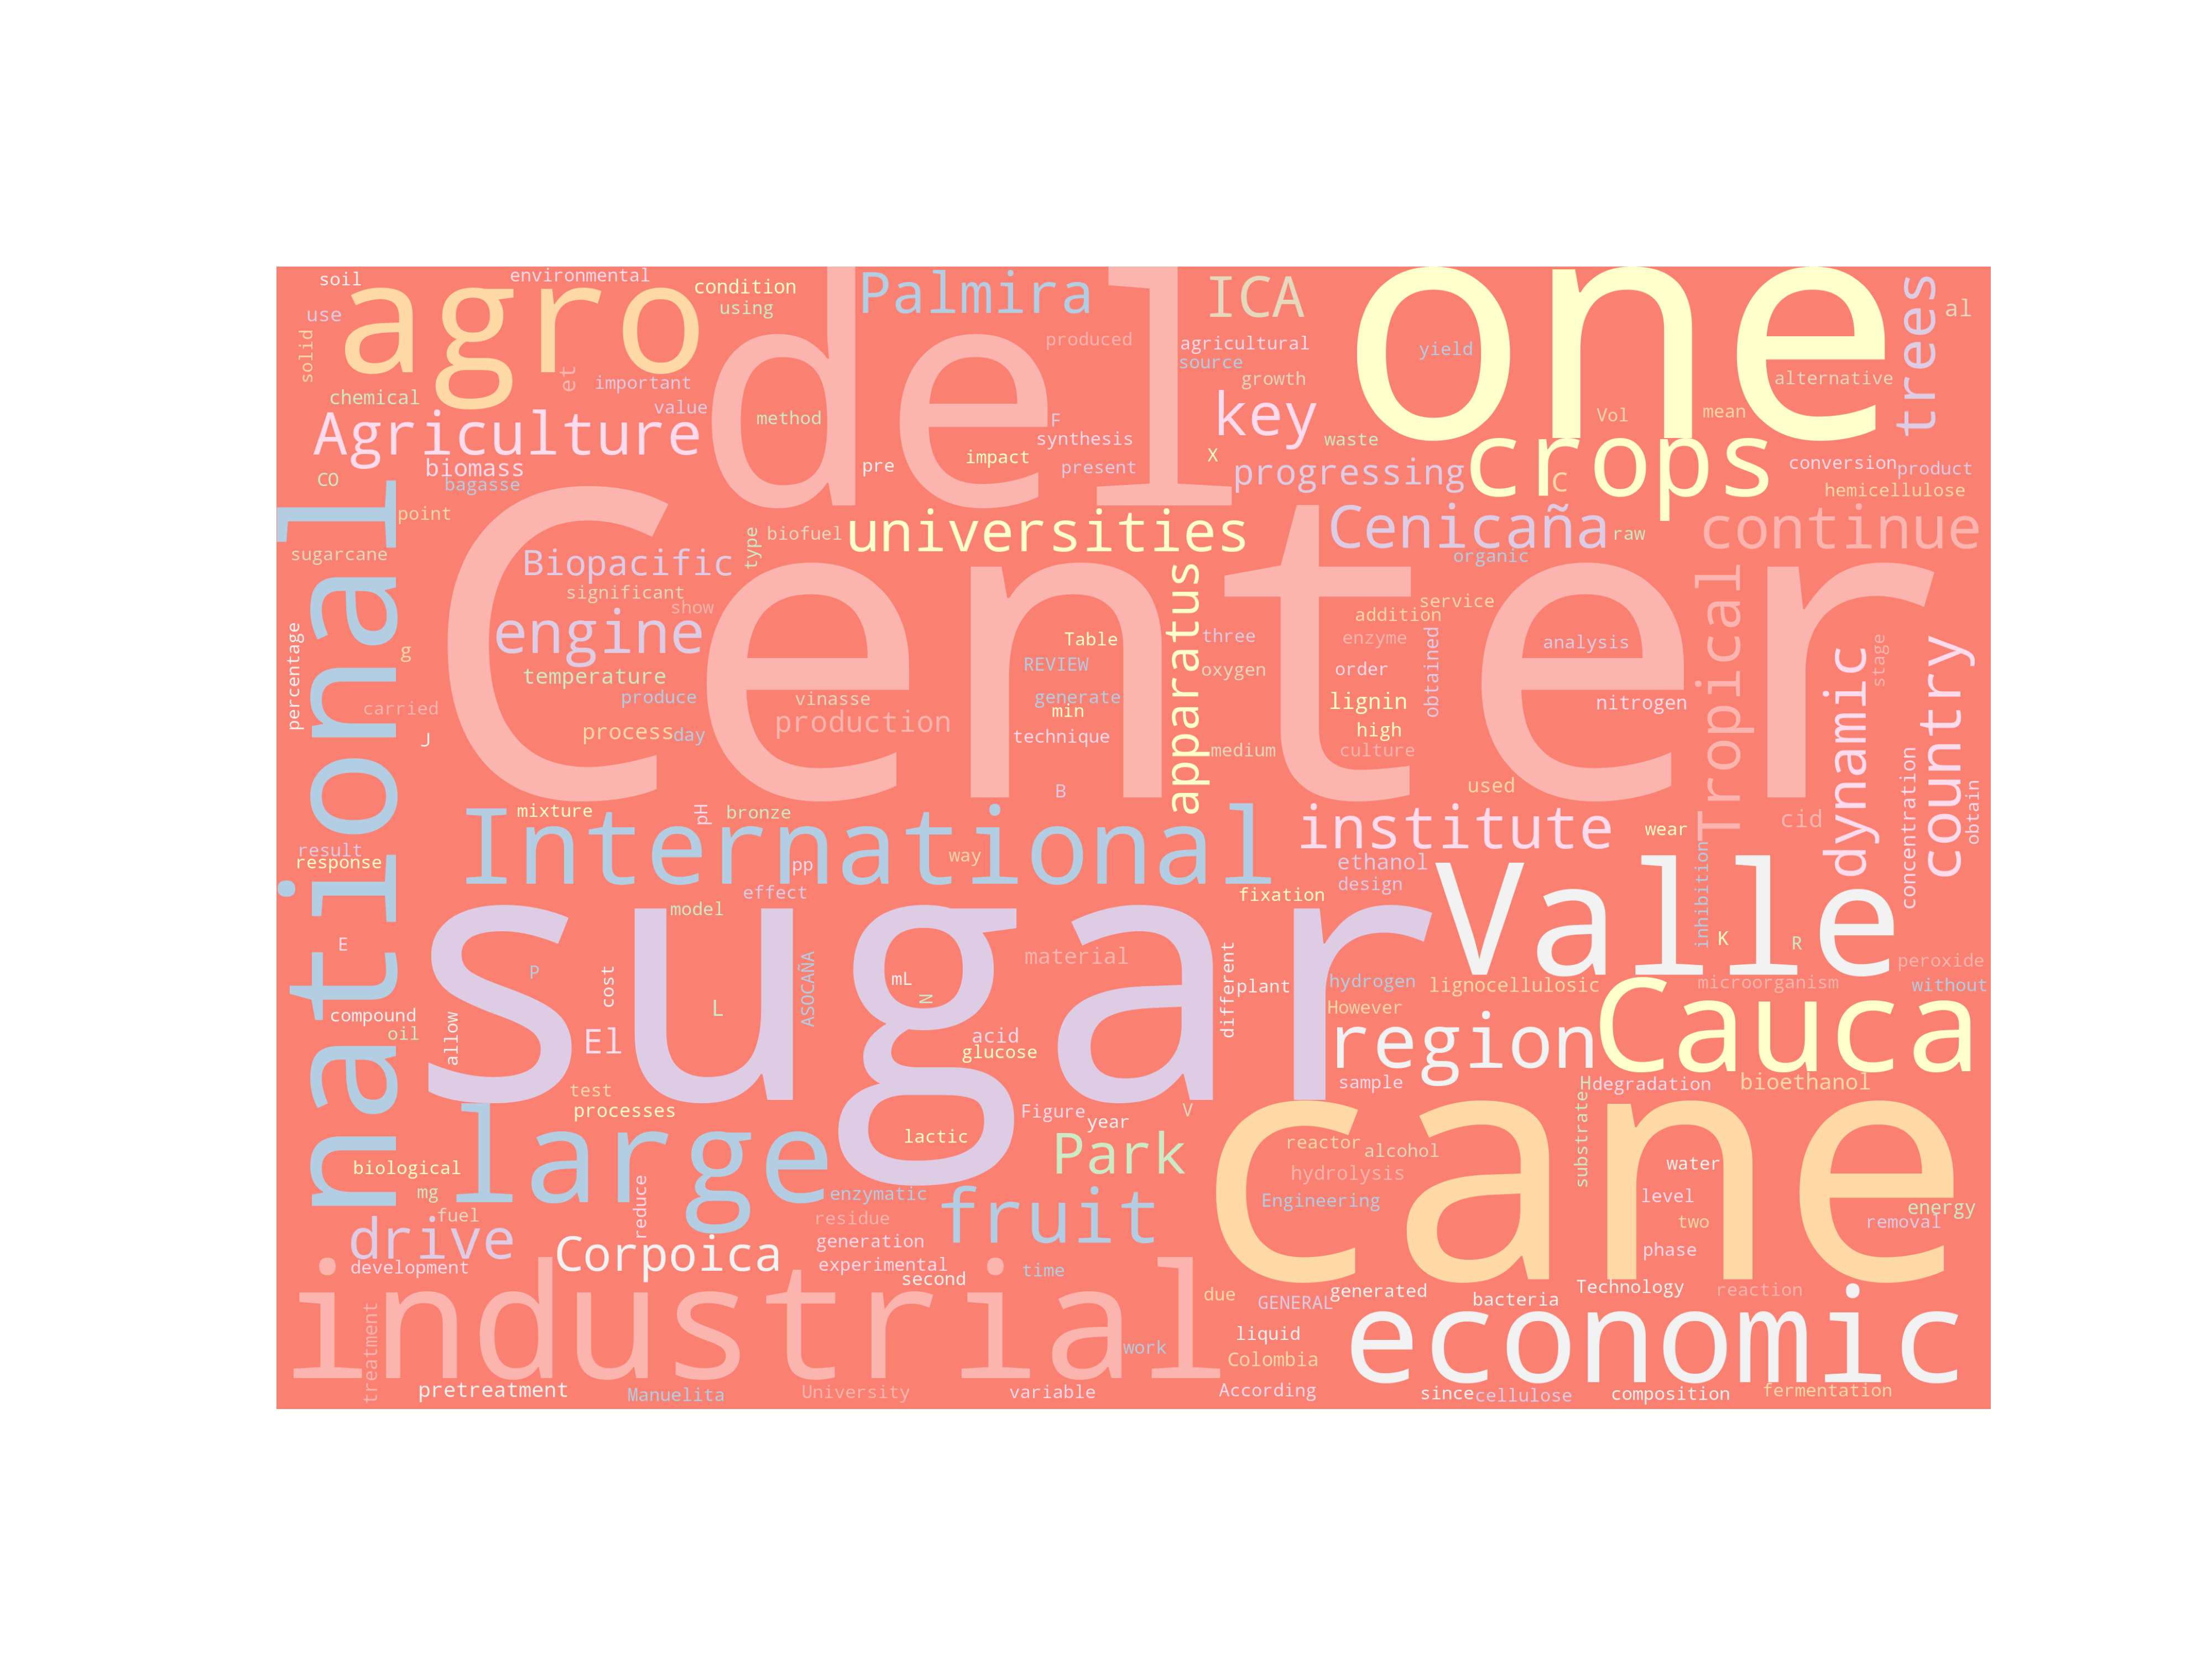 soil
environmental
condition
using
use
agro
del
Palmira
ICA
one
trees
al
solid
et
important
chemical
value
method
produced
agricultural
source
growth
yield
alternative
Agriculture
biomass
bagasse
CO
pre
impact
F
synthesis
present
key
X
waste
Vol
mean
progressing
crops
C
conversion
product
hemicellulose
national
point
sugarcane
Biopacific
type
biofuel
universities
Cenicaña
raw
continue
organic
significant
show
engine
temperature
produce
process
day
Center
vinasse
production
Table
REVIEW
generate
min
technique
apparatus
three
oxygen
medium
addition
service
enzyme
order
obtained
analysis
lignin
nitrogen
high
culture
used
Tropical
stage
dynamic
country
percentage
g
carried
J
mixture
pH
bronze
B
International
way
pp
effect
institute
wear
cid
concentration
obtain
result
response
ethanol
design
fixation
inhibition
Valle
model
sugar
E
P
cost
ASOCAÑA
mL
N
L
material
different
plant
hydrogen
However
lignocellulosic
K
R
microorganism
peroxide
without
compound
oil
allow
El
acid
glucose
region
Cauca
sample
H
degradation
bioethanol
test
processes
Figure
year
V
large
lactic
Park
cane
reactor
alcohol
hydrolysis
Engineering
substrate
water
level
two
phase
energy
removal
biological
mg
fuel
reduce
enzymatic
residue
generation
experimental
second
fruit
time
drive
development
Corpoica
industrial
due
GENERAL
generated
bacteria
Technology
reaction
treatment
work
liquid
Colombia
economic
pretreatment
Manuelita
University
variable
According
since
cellulose
composition
fermentation